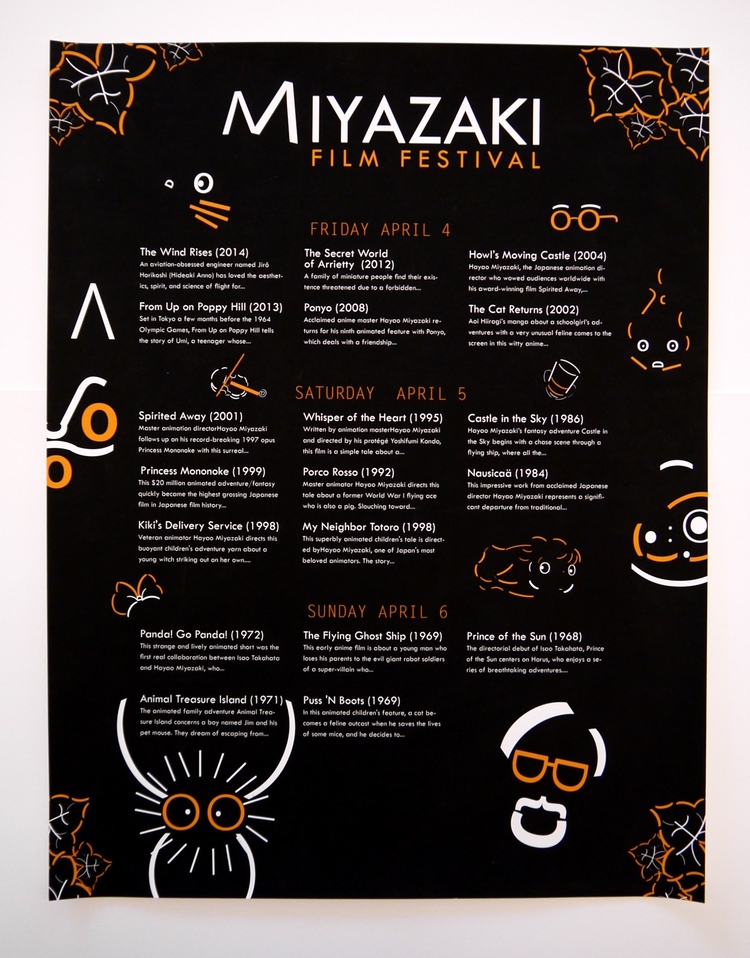 MIYAZAKI
FILM FESTIVAL
FRIDAY APRIL 4
The Wind Rises (2014)
An aviation-obsessed engineer named Jirō
Horikoshi (Hideaki Anno) has loved the aesthet-
ics, spirit, and science of flight for...
The Secret World
of Arrietty (2012)
A family of miniature people find their exis-
tence threatened due to a forbidden...
Howl's Moving Castle (2004)
Hayao Miyazaki, the Japanese animation di-
rector who wowed audiences worldwide with
his award-winning film Spirited Away,...
From Up on Poppy Hill (2013)
Set in Tokyo a few months before the 1964
Olympic Games, From Up on Poppy Hill tells
the story of Umi, a teenager whose...
Ponyo (2008)
Acclaimed anime master Hayao Miyazaki re-
turns for his ninth animated feature with Ponyo,
which deals with a friendship...
The Cat Returns (2002)
Aoi Hiiragi's manga about a schoolgirl's ad-
ventures with a very unusual feline comes to the
screen in this witty anime...
SATURDAY APRIL 5
Spirited Away (2001)
Master animation directorHayao Miyazaki
follows up on his record-breaking 1997 opus
Princess Mononoke with this surreal...
Whisper of the Heart (1995)
Written by animation masterHayao Miyazaki
and directed by his protégé Yoshifumi Kondo,
this film is a simple tale about a...
Castle in the Sky (1986)
Hayao Miyazaki's fantasy adventure Castle in
the Sky begins with a chase scene through a
flying ship, where all the...
Princess Mononoke (1999)
This $20 million animated adventure/fantasy
quickly became the highest grossing Japanese
film in Japanese film history...
Porco Rosso (1992)
Master animator Hayao Miyazaki directs this
tale about a former World War I flying ace
who is also a pig. Slouching toward...
Nausicaä (1984)
This impressive work from acclaimed Japanese
director Hayao Miyazaki represents a signifi-
cant departure from traditional...
Kiki's Delivery Service (1998)
Veteran animator Hayao Miyazaki directs this
buoyant children's adventure yarn about a
young witch striking out on her own....
My Neighbor Totoro (1998)
This superbly animated children's tale is direct-
ed byHayao Miyazaki, one of Japan's most
beloved animators. The story...
SUNDAY APRIL 6
Panda! Go Panda! (1972)
This strange and lively animated short was the
first real collaboration between Isao Takahata
and Hayao Miyazaki, who...
The Flying Ghost Ship (1969)
This early anime film is about a young man who
loses his parents to the evil giant robot soldiers
of a super-villain who...
Prince of the Sun (1968)
The directorial debut of Isao Takahata, Prince
of the Sun centers on Harus, who enjoys a se-
ries of breathtaking adventures....
Animal Treasure Island (1971)
The animated family adventure Animal Trea-
sure Island concerns a boy named Jim and his
pet mouse. They dream of escaping from...
Puss 'N Boots (1969)
In this animated children's feature, a cat be-
comes a feline outcast when he saves the lives
of some mice, and he decides to...